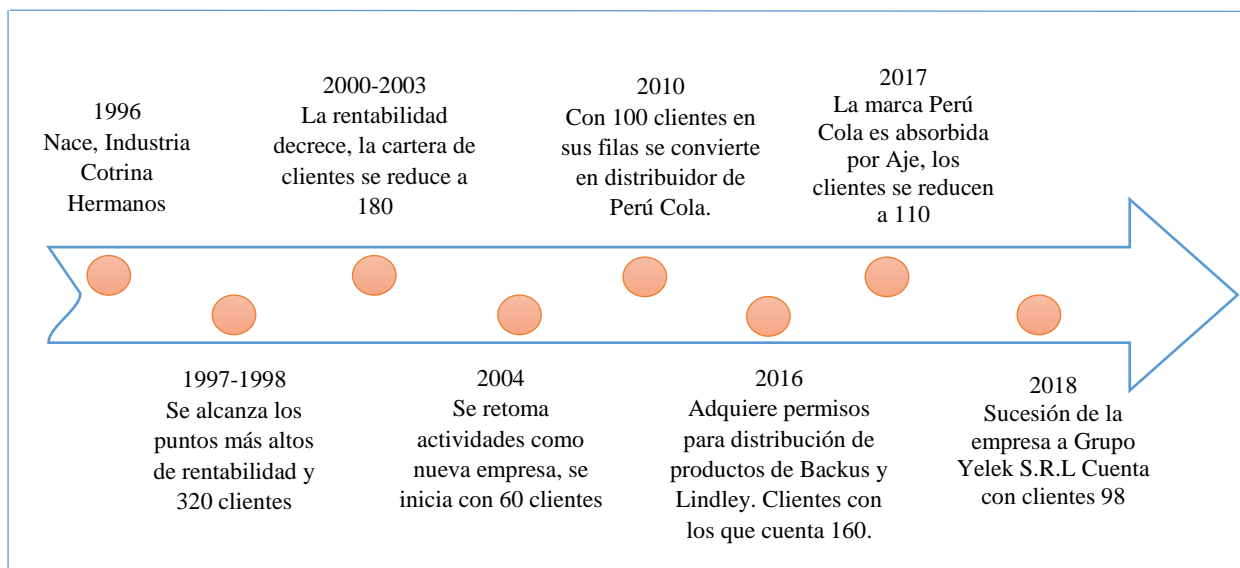 1996
Nace, Industria
Cotrina
Hermanos
2000-2003
La rentabilidad
decrece, la cartera de
clientes se reduce a
180
2010
Con 100 clientes en
sus filas se convierte
en distribuidor de
Perú Cola.
2017
La marca Perú
Cola es absorbida
por Aje, los
clientes se reducen
a 110
1997-1998
Se alcanza los
puntos más altos
de rentabilidad y
320 clientes
2004
Se retoma
actividades como
nueva empresa, se
inicia con 60 clientes
2016
Adquiere permisos
para distribución de
productos de Backus y
Lindley. Clientes con
los que cuenta 160.
2018
Sucesión de la
empresa a Grupo
Yelek S.R.L Cuenta
con clientes 98